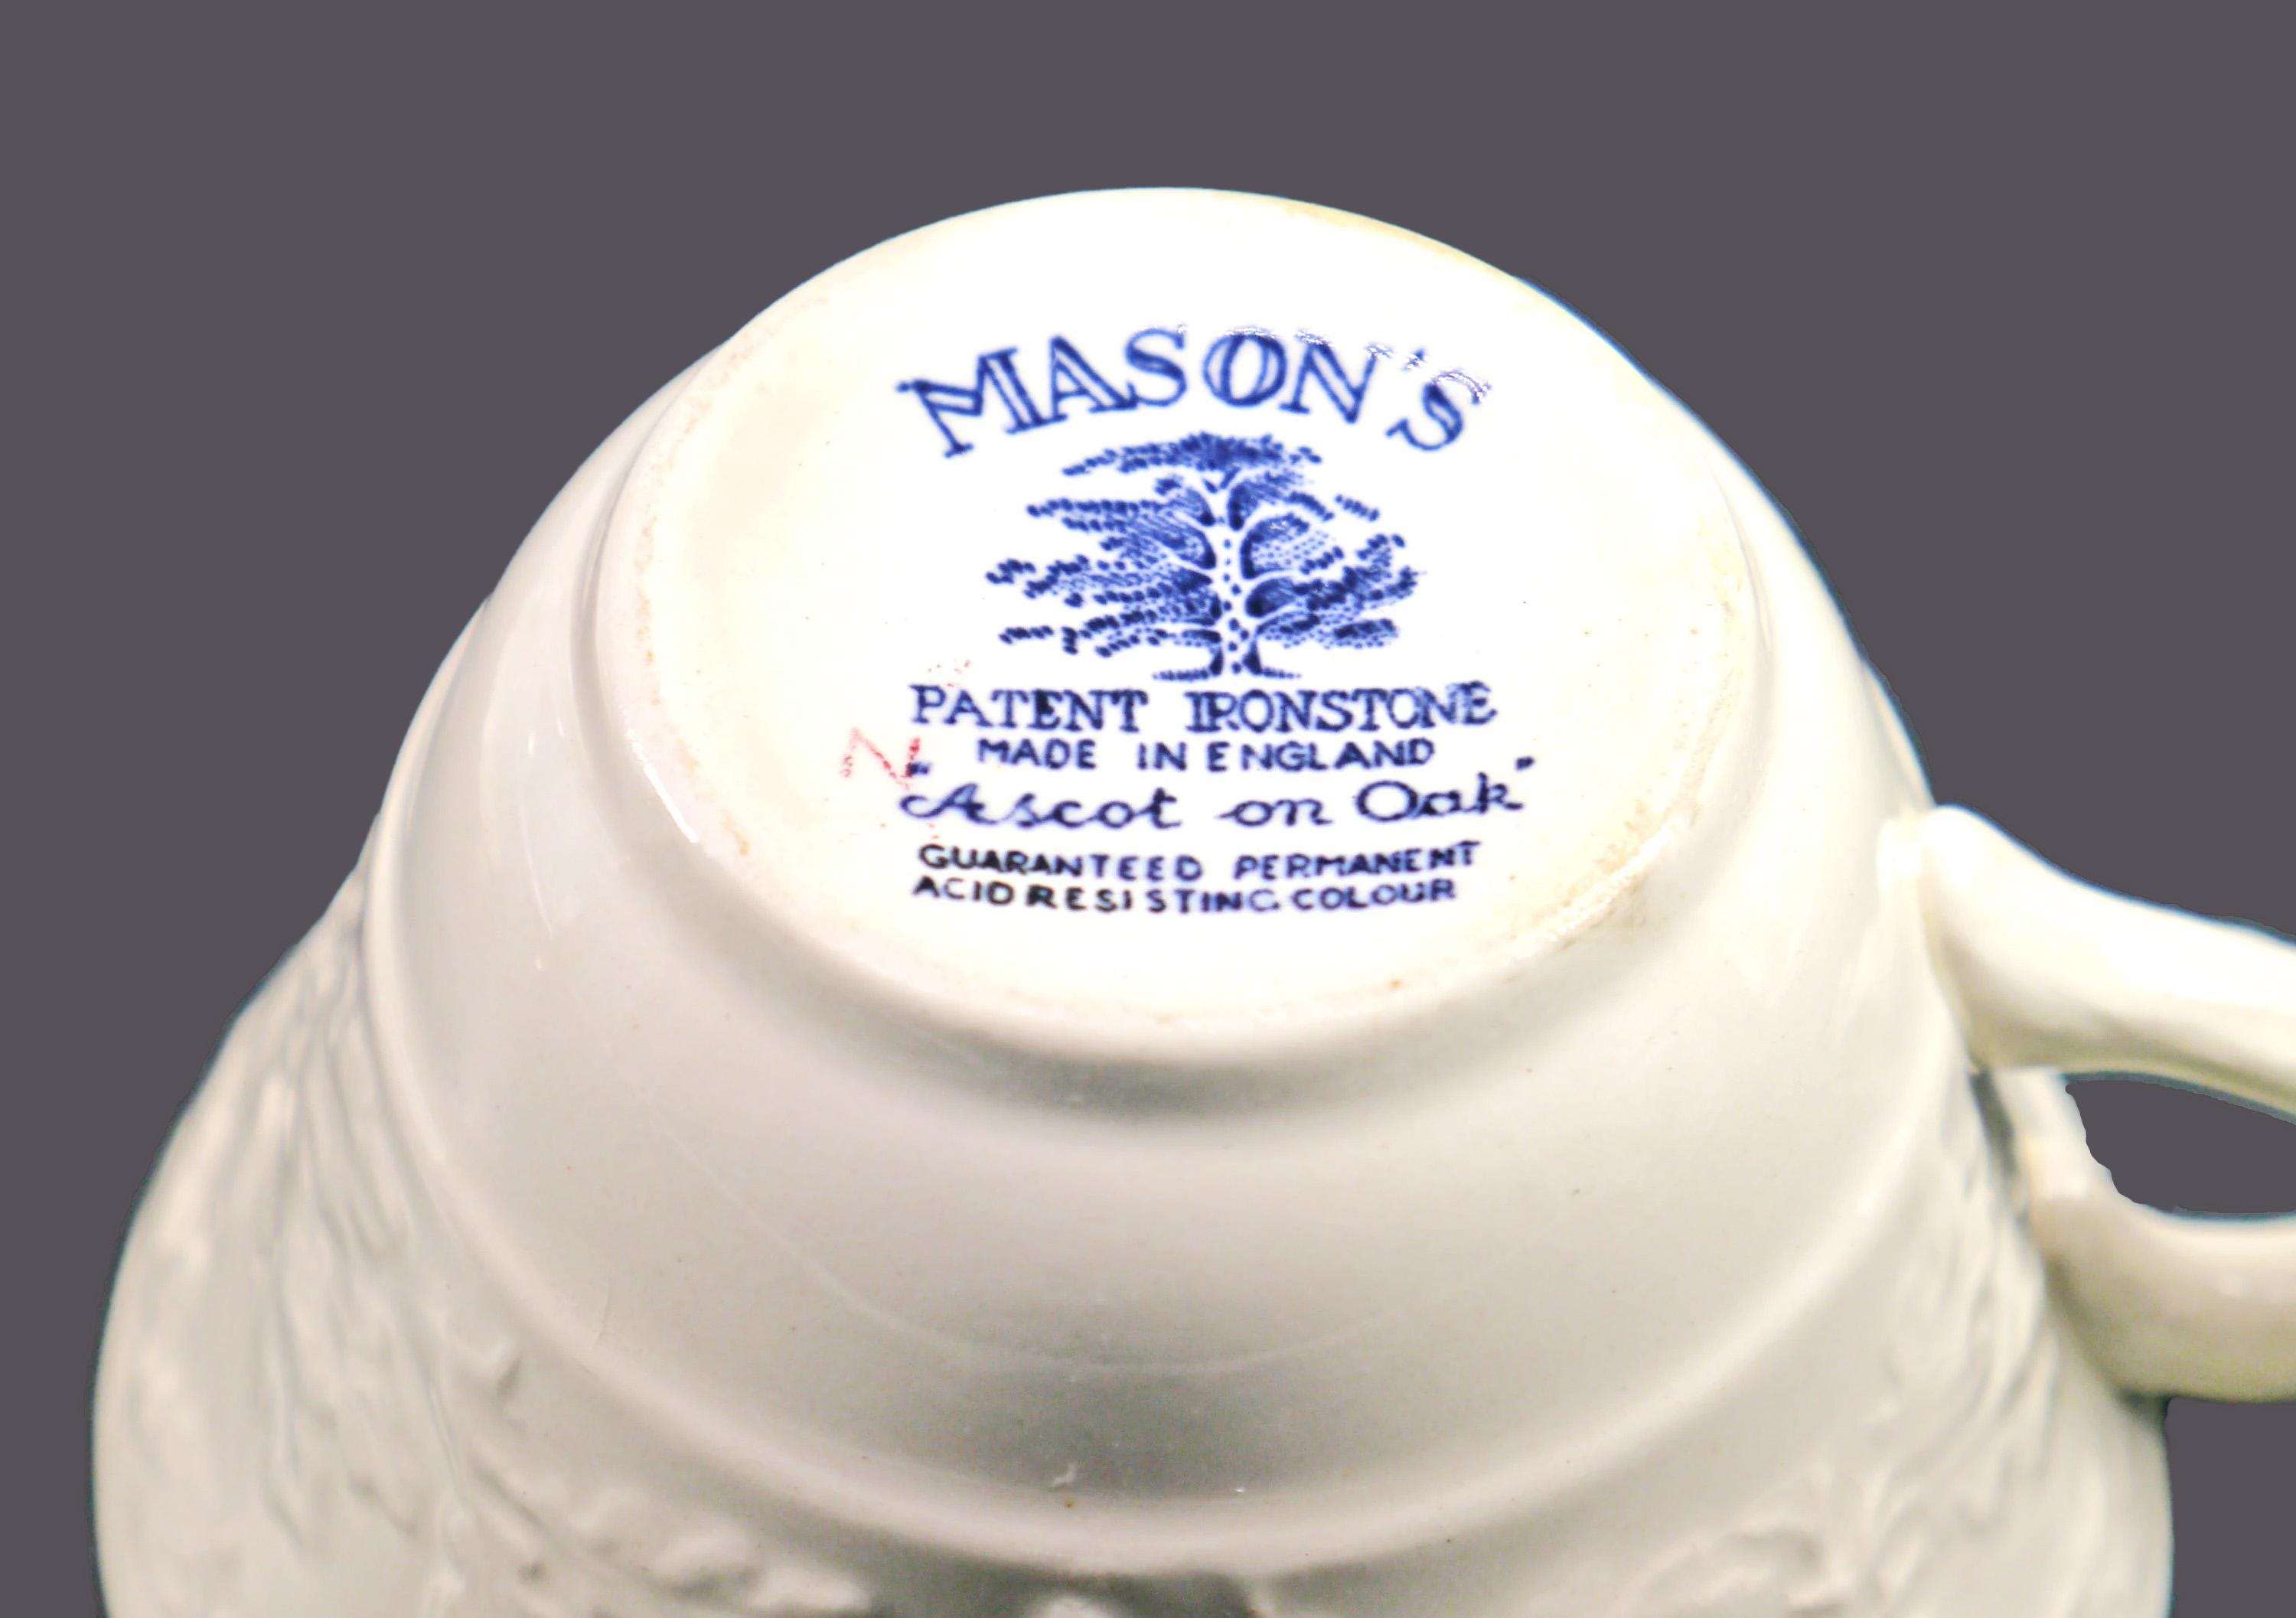 MASON'S
PATENT IRONSTONE
MADE IN ENGLAND
"Ascot on Oak"
GUARANTEED PERMANENT
ACID RESISTING COLOUR
N